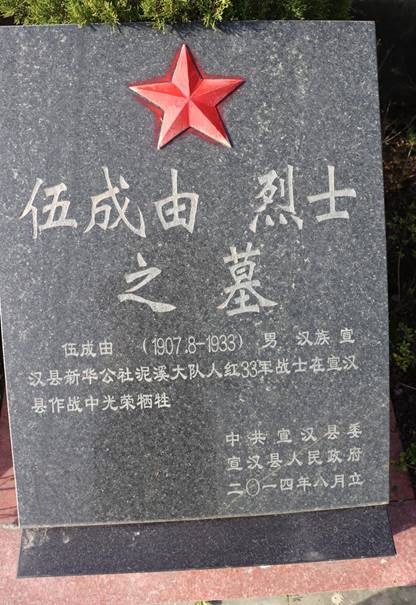 伍成由 烈士
之墓
伍成由 （1907.8-1933）男 汉族 宣
汉县新华公社泥溪大队人红33军战士在宣汉
县作战中光荣牺牲
中共宣汉县委
宣汉县人民政府
二〇一四年八月立